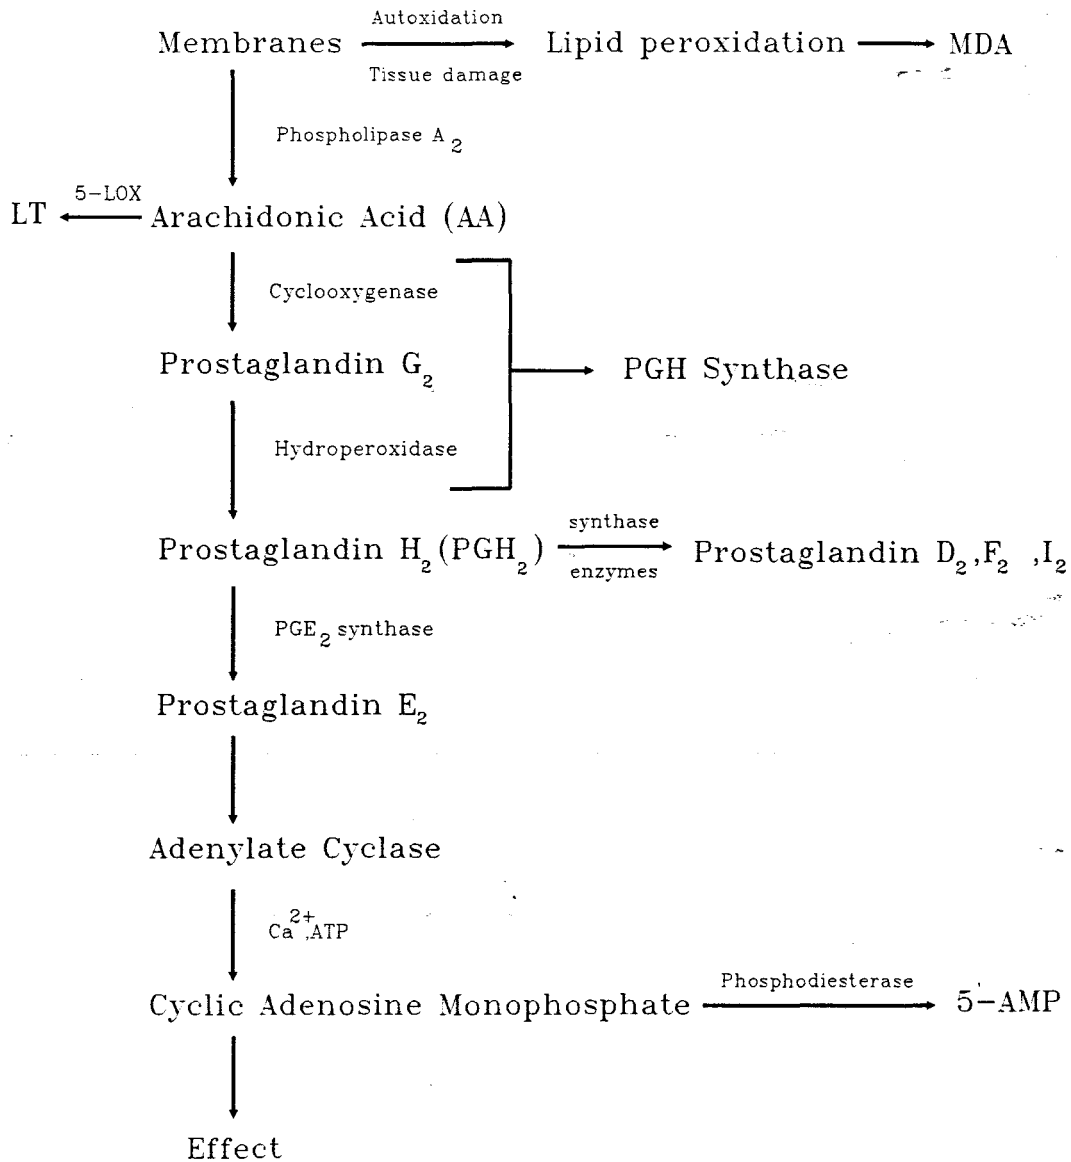 Autoxidation
Membranes Lipid peroxidation MDA
Tissue damage
Phospholipase A2
5-LOX
LT Arachidonic Acid (AA)
Cyclooxygenase
Prostaglandin G2 PGH Synthase
Hydroperoxidase
synthase
Prostaglandin H2(PGH2) Prostaglandin D2,F2 ,I2
enzymes
PGE2 synthase
Prostaglandin E2
Adenylate Cyclase
Ca2+,ATP
Phosphodiesterase
Cyclic Adenosine Monophosphate 5'-AMP
Effect